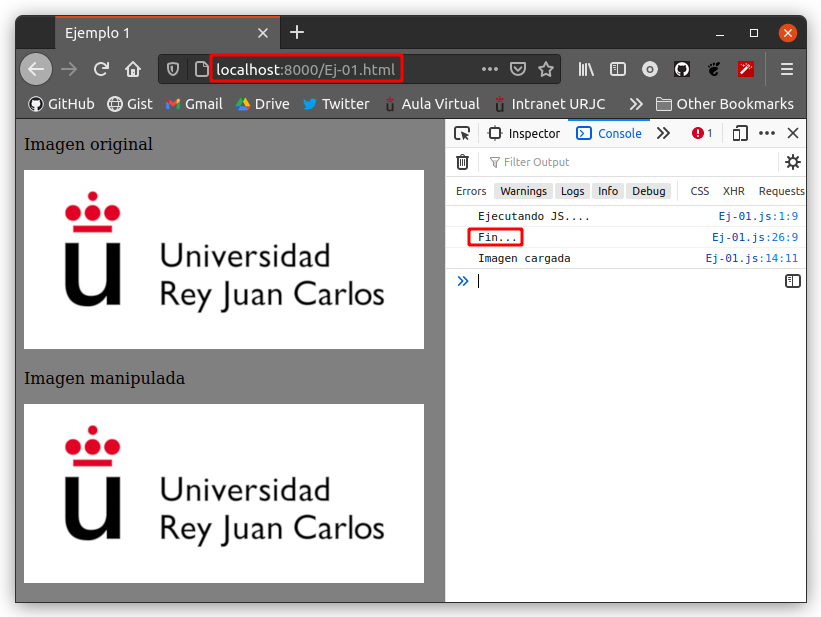 Ejemplo 1
localhost:8000/Ej-01.html
GitHub Gist Gmail Drive Twitter Aula Virtual Intranet URJC Other Bookmarks
Imagen original
u Universidad
Rey Juan Carlos
Imagen manipulada
u Universidad
Rey Juan Carlos
Inspector Console 1
Filter Output
Errors Warnings Logs Info Debug CSS XHR Requests
Ejecutando JS.... Ej-01.js:1:9
Fin... Ej-01.js:26:9
Imagen cargada Ej-01.js:14:11